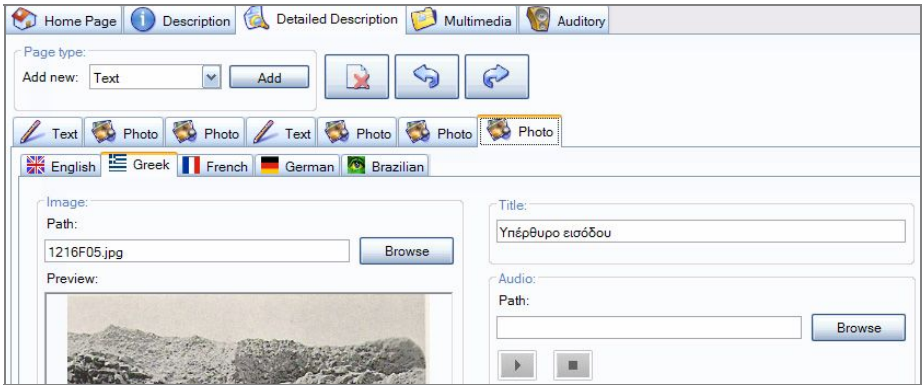 Home Page Description Detailed Description Multimedia Auditory
Page type:
Add new: Text Add
Text Photo Photo Text Photo Photo Photo
English Greek French German Brazilian
Image:
Path:
1216F05.jpg Browse
Preview:
Title:
Υπέρθυρο εισόδου
Audio:
Path:
Browse